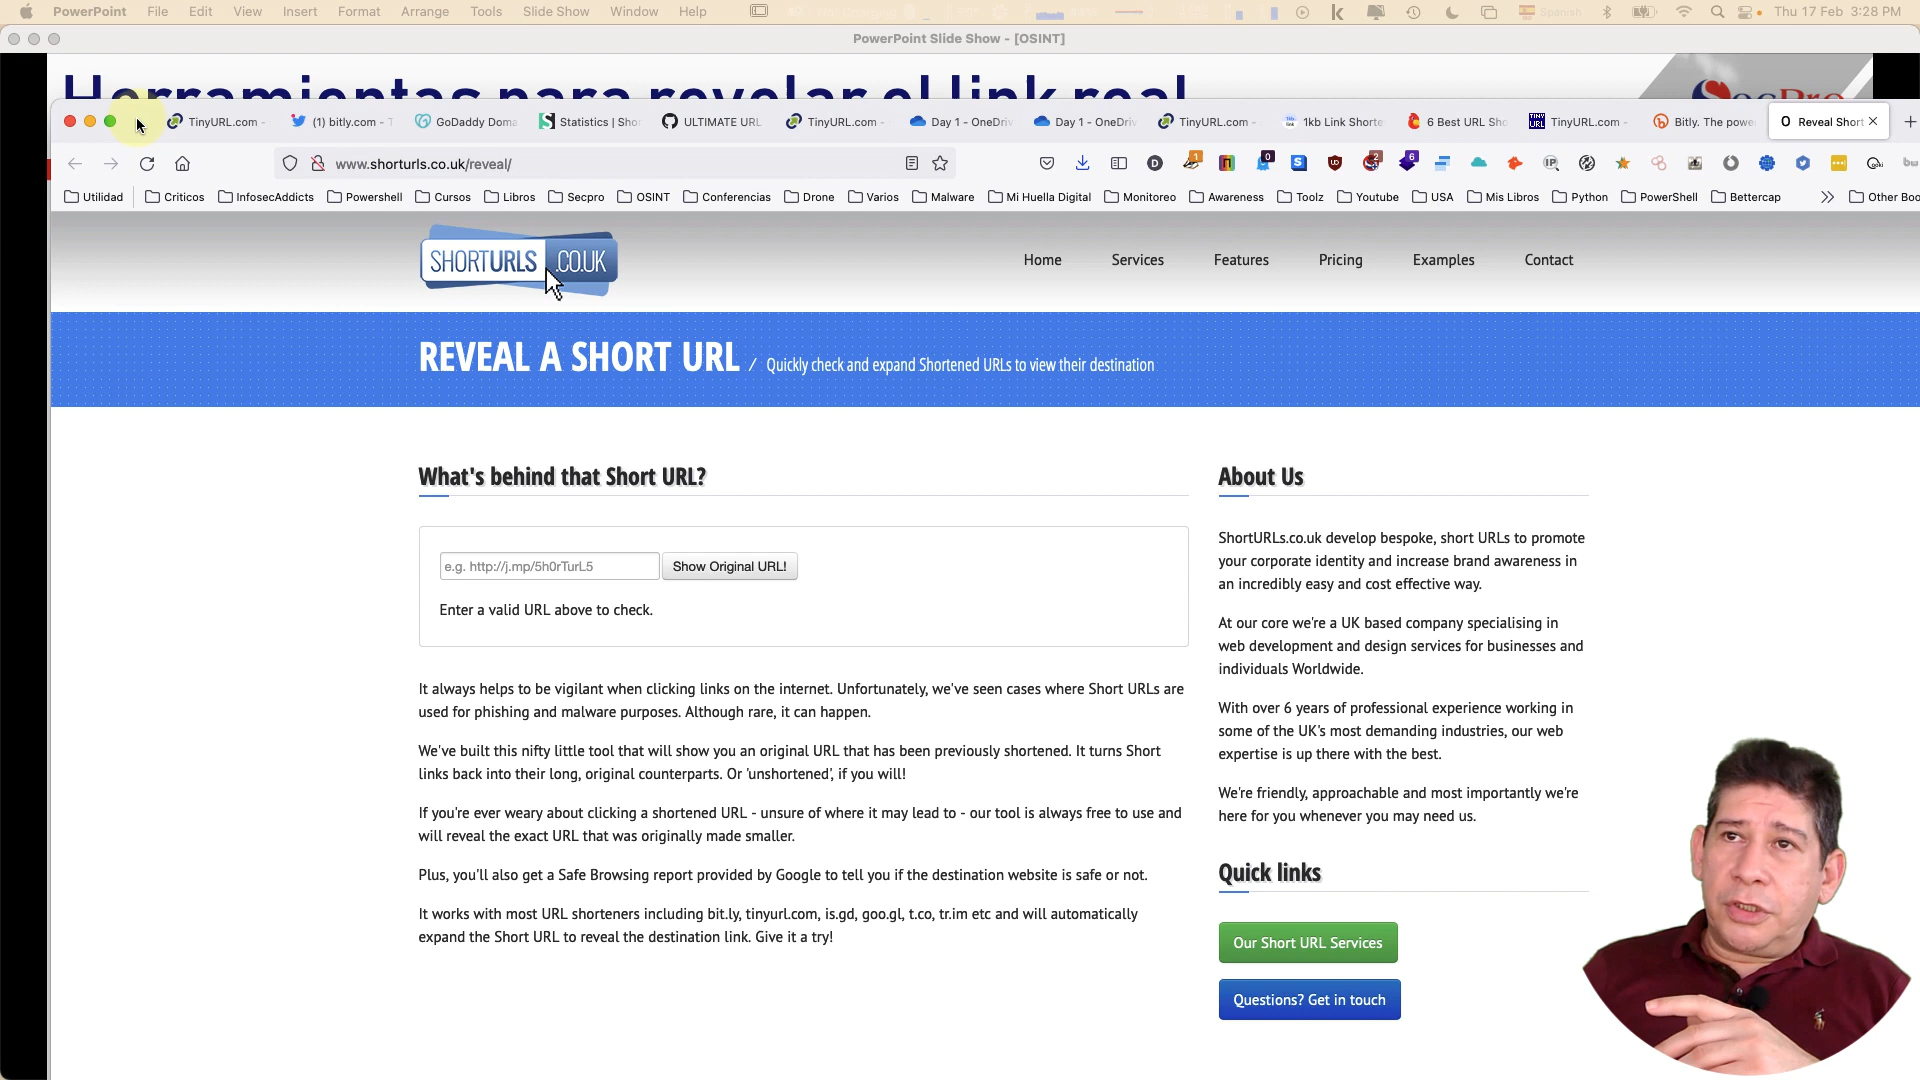 PowerPoint File Edit View Insert Format Arrange Tools Slide Show Window Help Spanish Thu 17 Feb 3:28 PM
PowerPoint Slide Show - [OSINT]
Herramientas para revelar el link real
SecPro
TinyURL.com - (1) bitly.com - T GoDaddy Doma Statistics | Sho ULTIMATE URL TinyURL.com - Day 1 - OneDriv Day 1 - OneDriv TinyURL.com - 1kb Link Shorte 6 Best URL Sho TinyURL.com - Bitly. The powe Reveal Short
www.shorturls.co.uk/reveal/
Utilidad Criticos InfosecAddicts Powershell Cursos Libros Secpro OSINT Conferencias Drone Varios Malware Mi Huella Digital Monitoreo Awareness Toolz Youtube USA Mis Libros Python PowerShell Bettercap Other Boo
SHORTURLS.CO.UK
Home Services Features Pricing Examples Contact
REVEAL A SHORT URL / Quickly check and expand Shortened URLs to view their destination
What's behind that Short URL?
e.g. http://j.mp/5h0rTurL5 Show Original URL!
Enter a valid URL above to check.
It always helps to be vigilant when clicking links on the internet. Unfortunately, we've seen cases where Short URLs are
used for phishing and malware purposes. Although rare, it can happen.
We've built this nifty little tool that will show you an original URL that has been previously shortened. It turns Short
links back into their long, original counterparts. Or 'unshortened', if you will!
If you're ever weary about clicking a shortened URL - unsure of where it may lead to - our tool is always free to use and
will reveal the exact URL that was originally made smaller.
Plus, you'll also get a Safe Browsing report provided by Google to tell you if the destination website is safe or not.
It works with most URL shorteners including bit.ly, tinyurl.com, is.gd, goo.gl, t.co, tr.im etc and will automatically
expand the Short URL to reveal the destination link. Give it a try!
About Us
ShortURLs.co.uk develop bespoke, short URLs to promote
your corporate identity and increase brand awareness in
an incredibly easy and cost effective way.
At our core we're a UK based company specialising in
web development and design services for businesses and
individuals Worldwide.
With over 6 years of professional experience working in
some of the UK's most demanding industries, our web
expertise is up there with the best.
We're friendly, approachable and most importantly we're
here for you whenever you may need us.
Quick links
Our Short URL Services
Questions? Get in touch